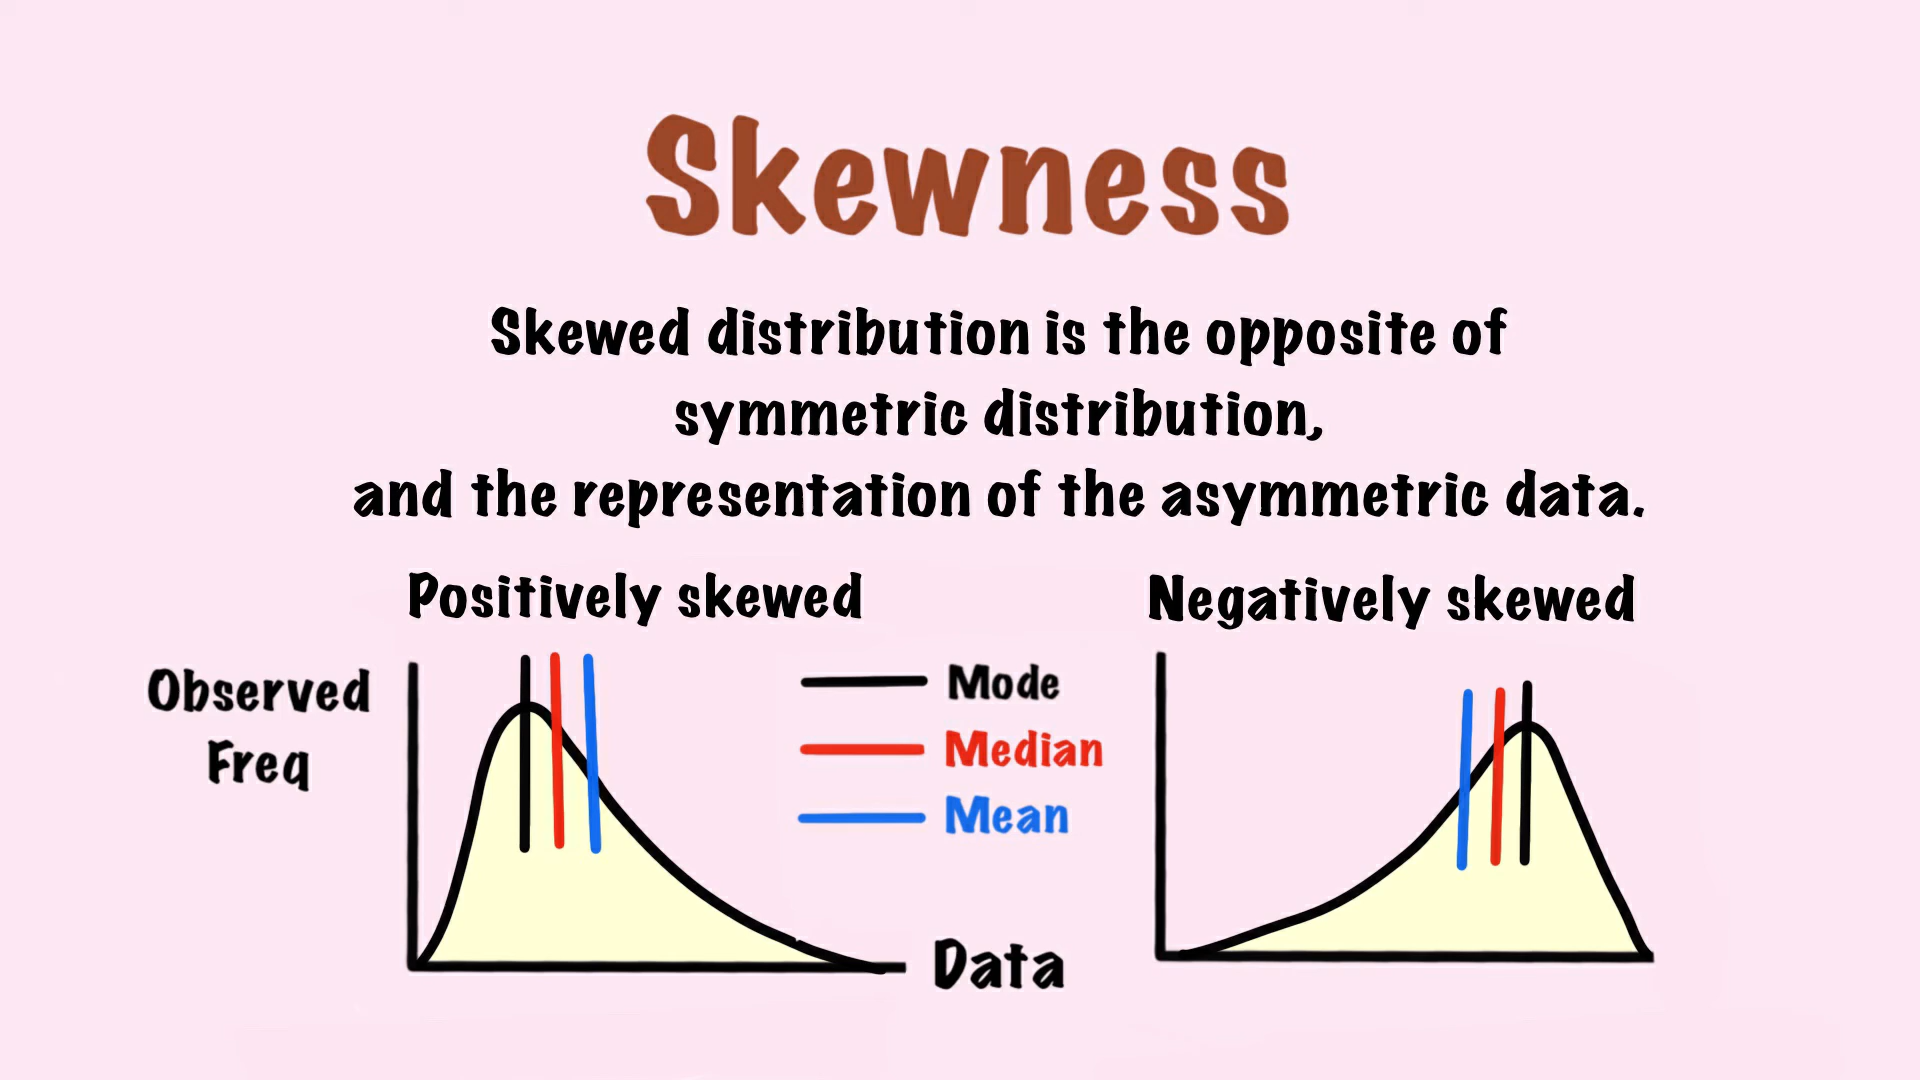 Skewness
Skewed distribution is the opposite of
symmetric distribution,
and the representation of the asymmetric data.
Positively skewed
Negatively skewed
Observed
Freq
Mode
Median
Mean
Data